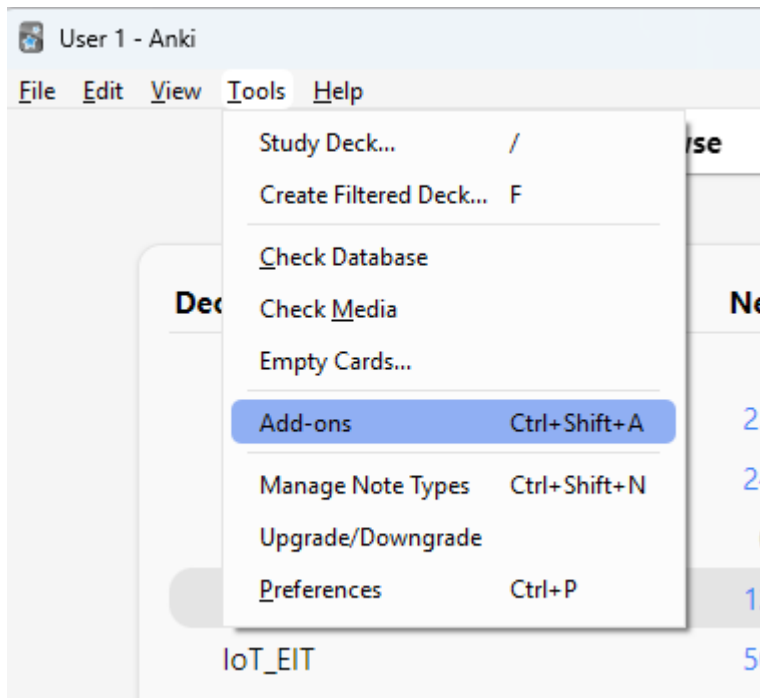 User 1 - Anki
File Edit View Tools Help
Study Deck... /
Create Filtered Deck... F
Check Database
Check Media
Empty Cards...
Add-ons Ctrl+Shift+A
Manage Note Types Ctrl+Shift+N
Upgrade/Downgrade
Preferences Ctrl+P
IoT_EIT